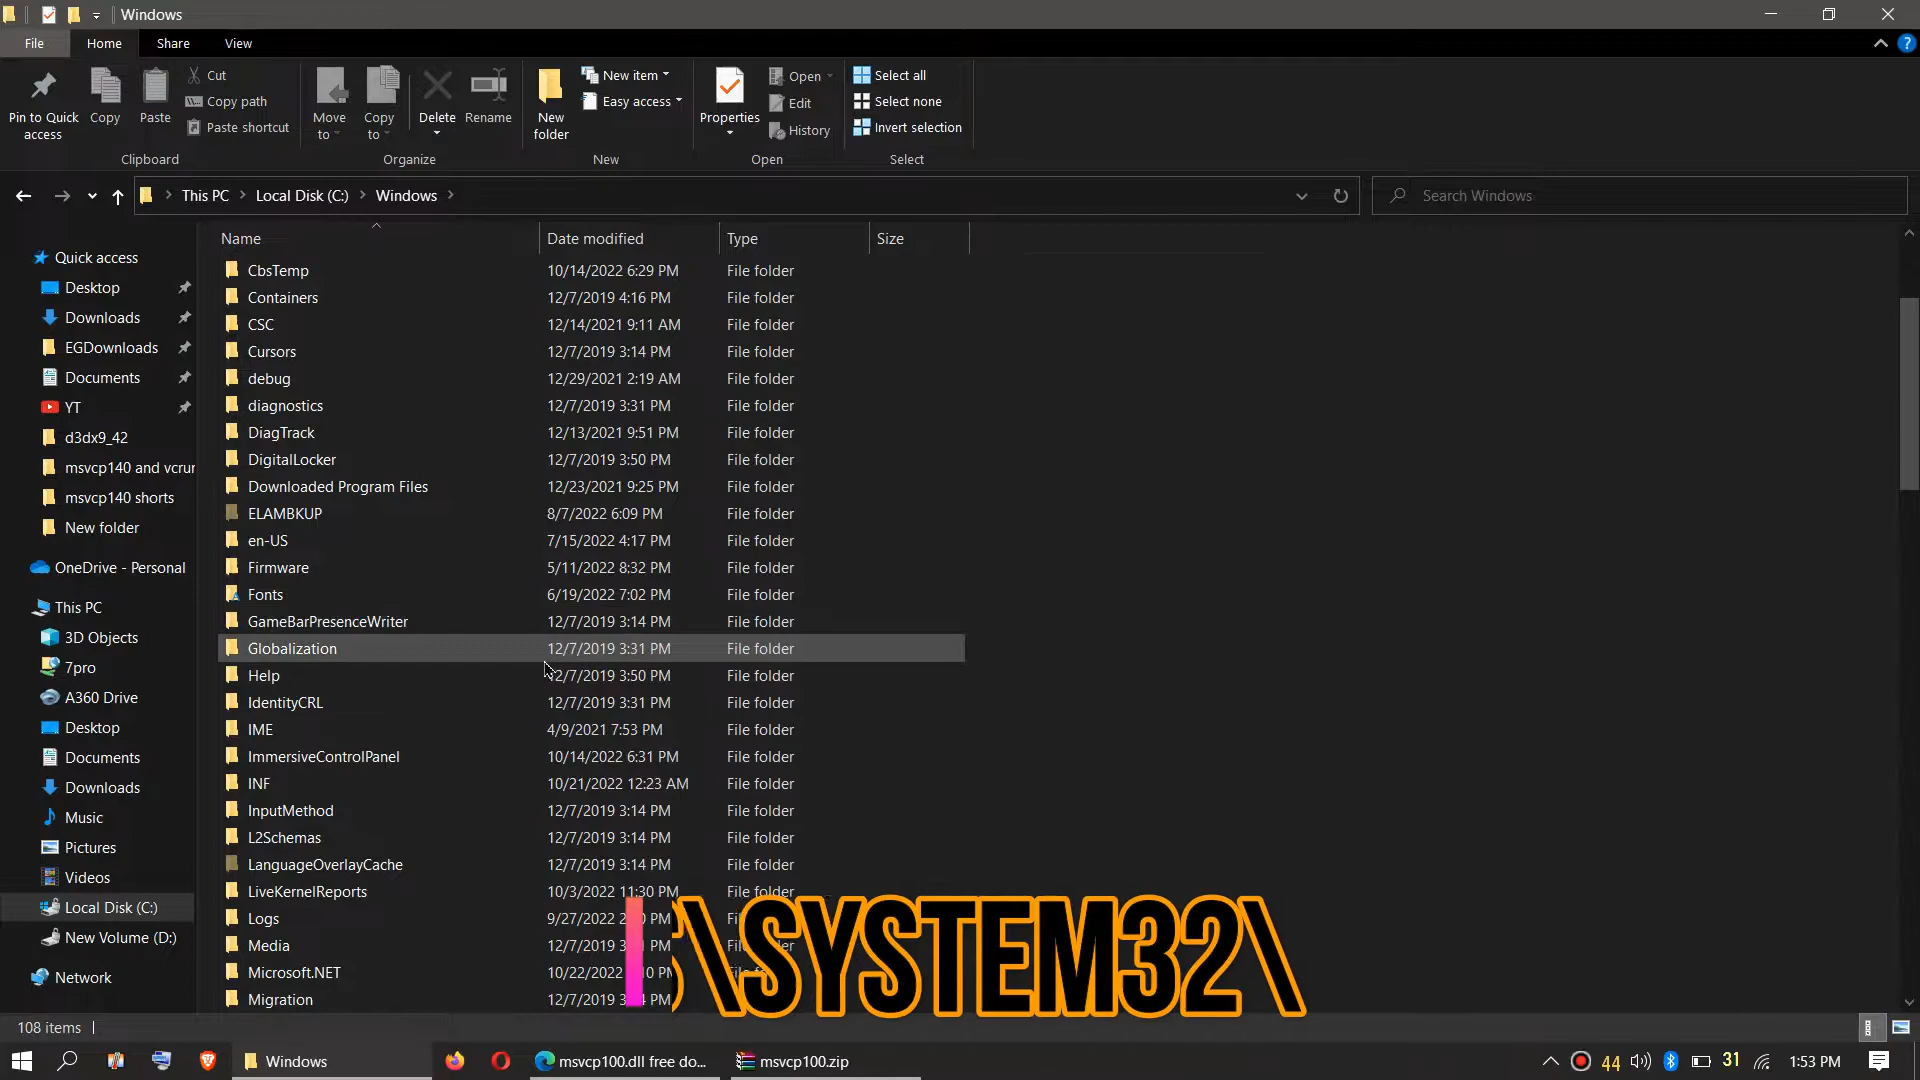 Windows
File
Home
Share
View
Pin to Quick access
Copy
Paste
Cut
Copy path
Paste shortcut
Clipboard
Move to
Copy to
Delete
Rename
Organize
New folder
New item
Easy access
New
Properties
Open
Edit
History
Open
Select all
Select none
Invert selection
Select
This PC
Local Disk (C:)
Windows
Search Windows
Name
Date modified
Type
Size
Quick access
Desktop
Downloads
EGDownloads
Documents
YT
d3dx9_42
msvcp140 and vcrur
msvcp140 shorts
New folder
OneDrive - Personal
This PC
3D Objects
7pro
A360 Drive
Desktop
Documents
Downloads
Music
Pictures
Videos
Local Disk (C:)
New Volume (D:)
Network
CbsTemp 10/14/2022 6:29 PM File folder
Containers 12/7/2019 4:16 PM File folder
CSC 12/14/2021 9:11 AM File folder
Cursors 12/7/2019 3:14 PM File folder
debug 12/29/2021 2:19 AM File folder
diagnostics 12/7/2019 3:31 PM File folder
DiagTrack 12/13/2021 9:51 PM File folder
DigitalLocker 12/7/2019 3:50 PM File folder
Downloaded Program Files 12/23/2021 9:25 PM File folder
ELAMBKUP 8/7/2022 6:09 PM File folder
en-US 7/15/2022 4:17 PM File folder
Firmware 5/11/2022 8:32 PM File folder
Fonts 6/19/2022 7:02 PM File folder
GameBarPresenceWriter 12/7/2019 3:14 PM File folder
Globalization 12/7/2019 3:31 PM File folder
Help 12/7/2019 3:50 PM File folder
IdentityCRL 12/7/2019 3:31 PM File folder
IME 4/9/2021 7:53 PM File folder
ImmersiveControlPanel 10/14/2022 6:31 PM File folder
INF 10/21/2022 12:23 AM File folder
InputMethod 12/7/2019 3:14 PM File folder
L2Schemas 12/7/2019 3:14 PM File folder
LanguageOverlayCache 12/7/2019 3:14 PM File folder
LiveKernelReports 10/3/2022 11:30 PM
Logs 9/27/2022
Media 12/7/2019
Microsoft.NET 10/22/2022
Migration 12/7/2019 PM
\SYSTEM32\
108 items
Windows
msvcp100.dll free do...
msvcp100.zip
44
31
1:53 PM